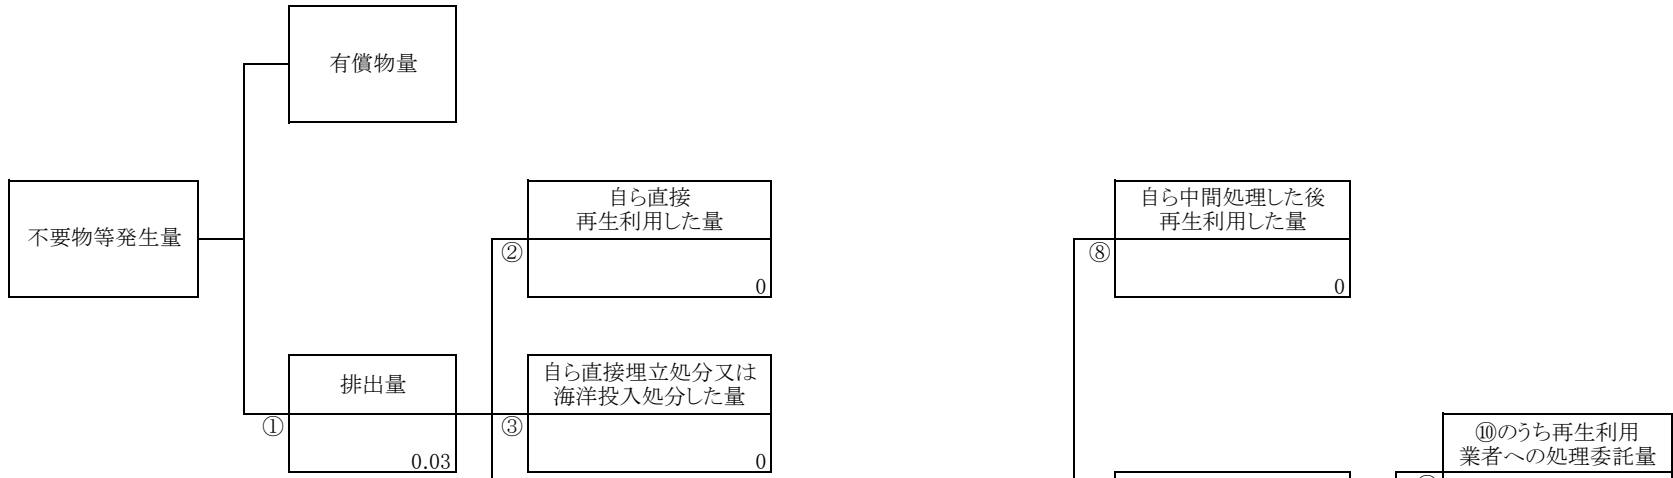 有償物量
不要物等発生量
自ら直接
再生利用した量
②
0
自ら中間処理した後
再生利用した量
⑧
0
排出量
①
0.03
自ら直接埋立処分又は
海洋投入処分した量
③
0
⑩のうち再生利用
業者への処理委託量